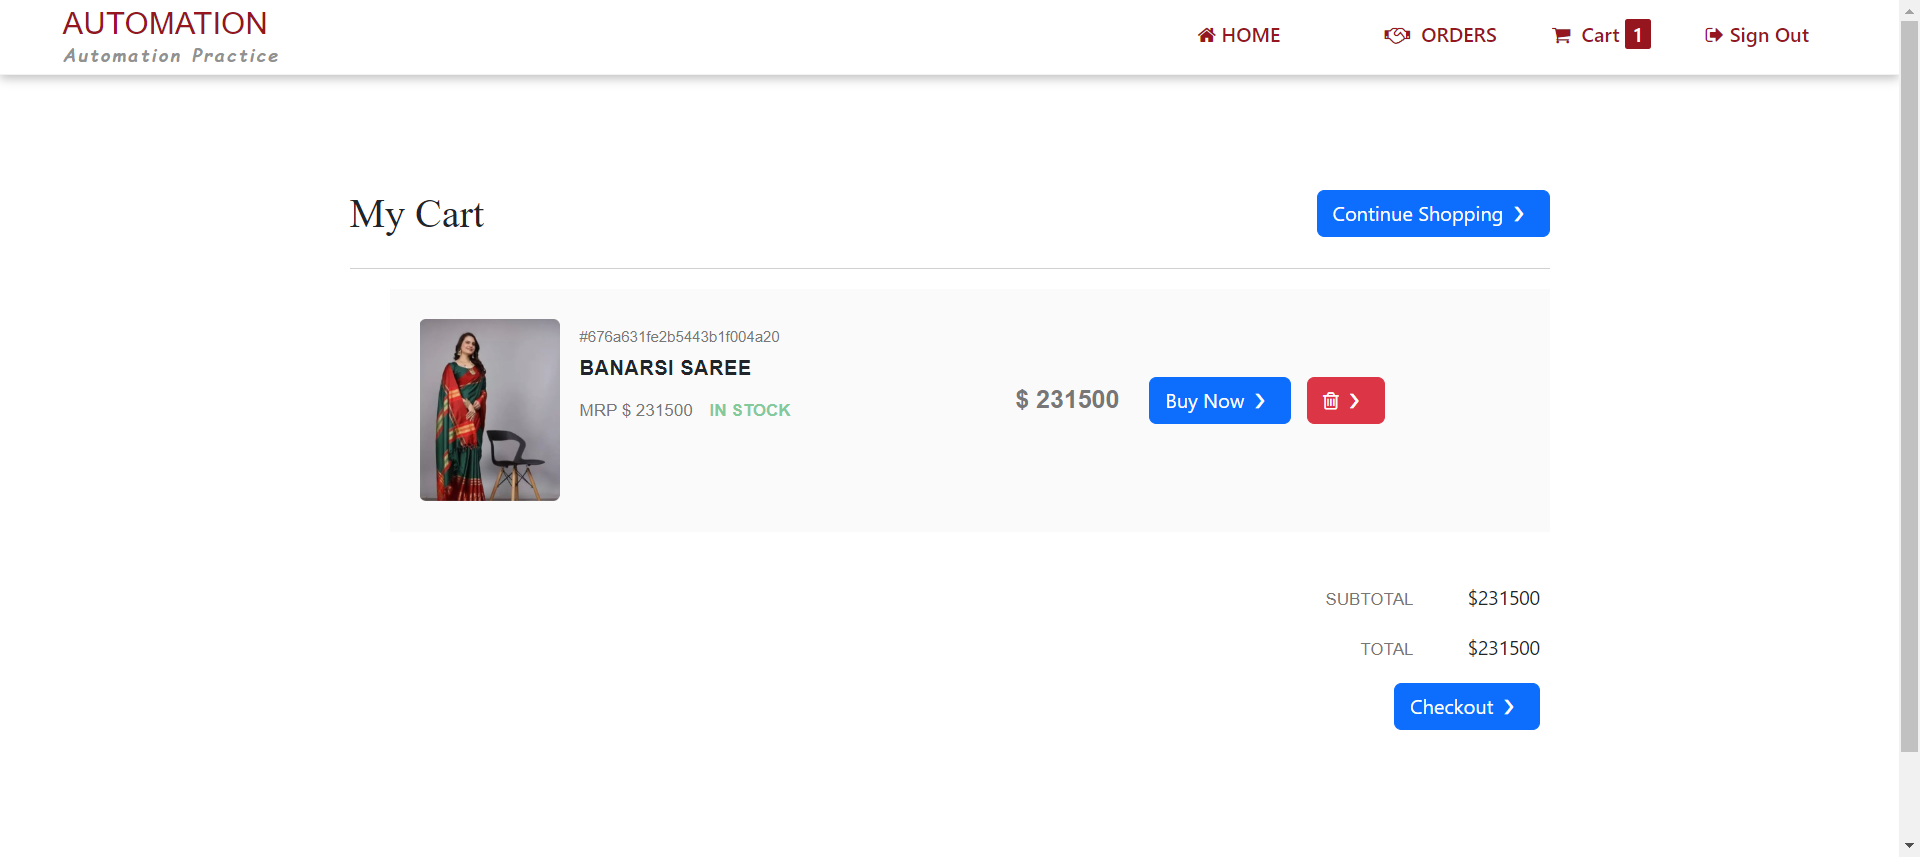 AUTOMATION
Automation Practice
HOME
ORDERS
Cart 1
Sign Out
My Cart
Continue Shopping
#676a631fe2b5443b1f004a20
BANARSI SAREE
MRP $ 231500 IN STOCK
$ 231500
Buy Now
SUBTOTAL $231500
TOTAL $231500
Checkout